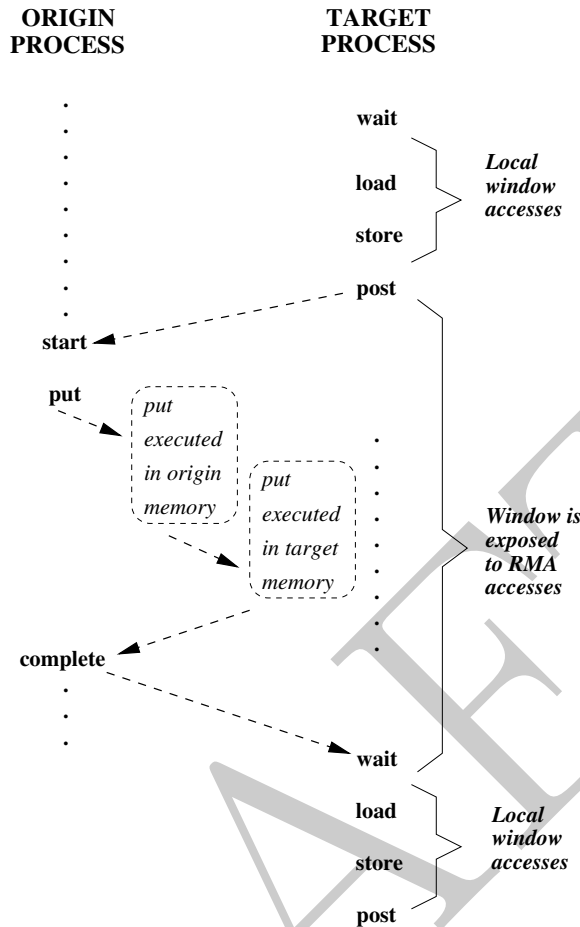 ORIGIN
PROCESS
TARGET
PROCESS
wait
load
store
Local
window
accesses
post
start
put
put
executed
in origin
memory
put
executed
in target
memory
Window is
exposed
to RMA
accesses
complete
wait
load
store
Local
window
accesses
post